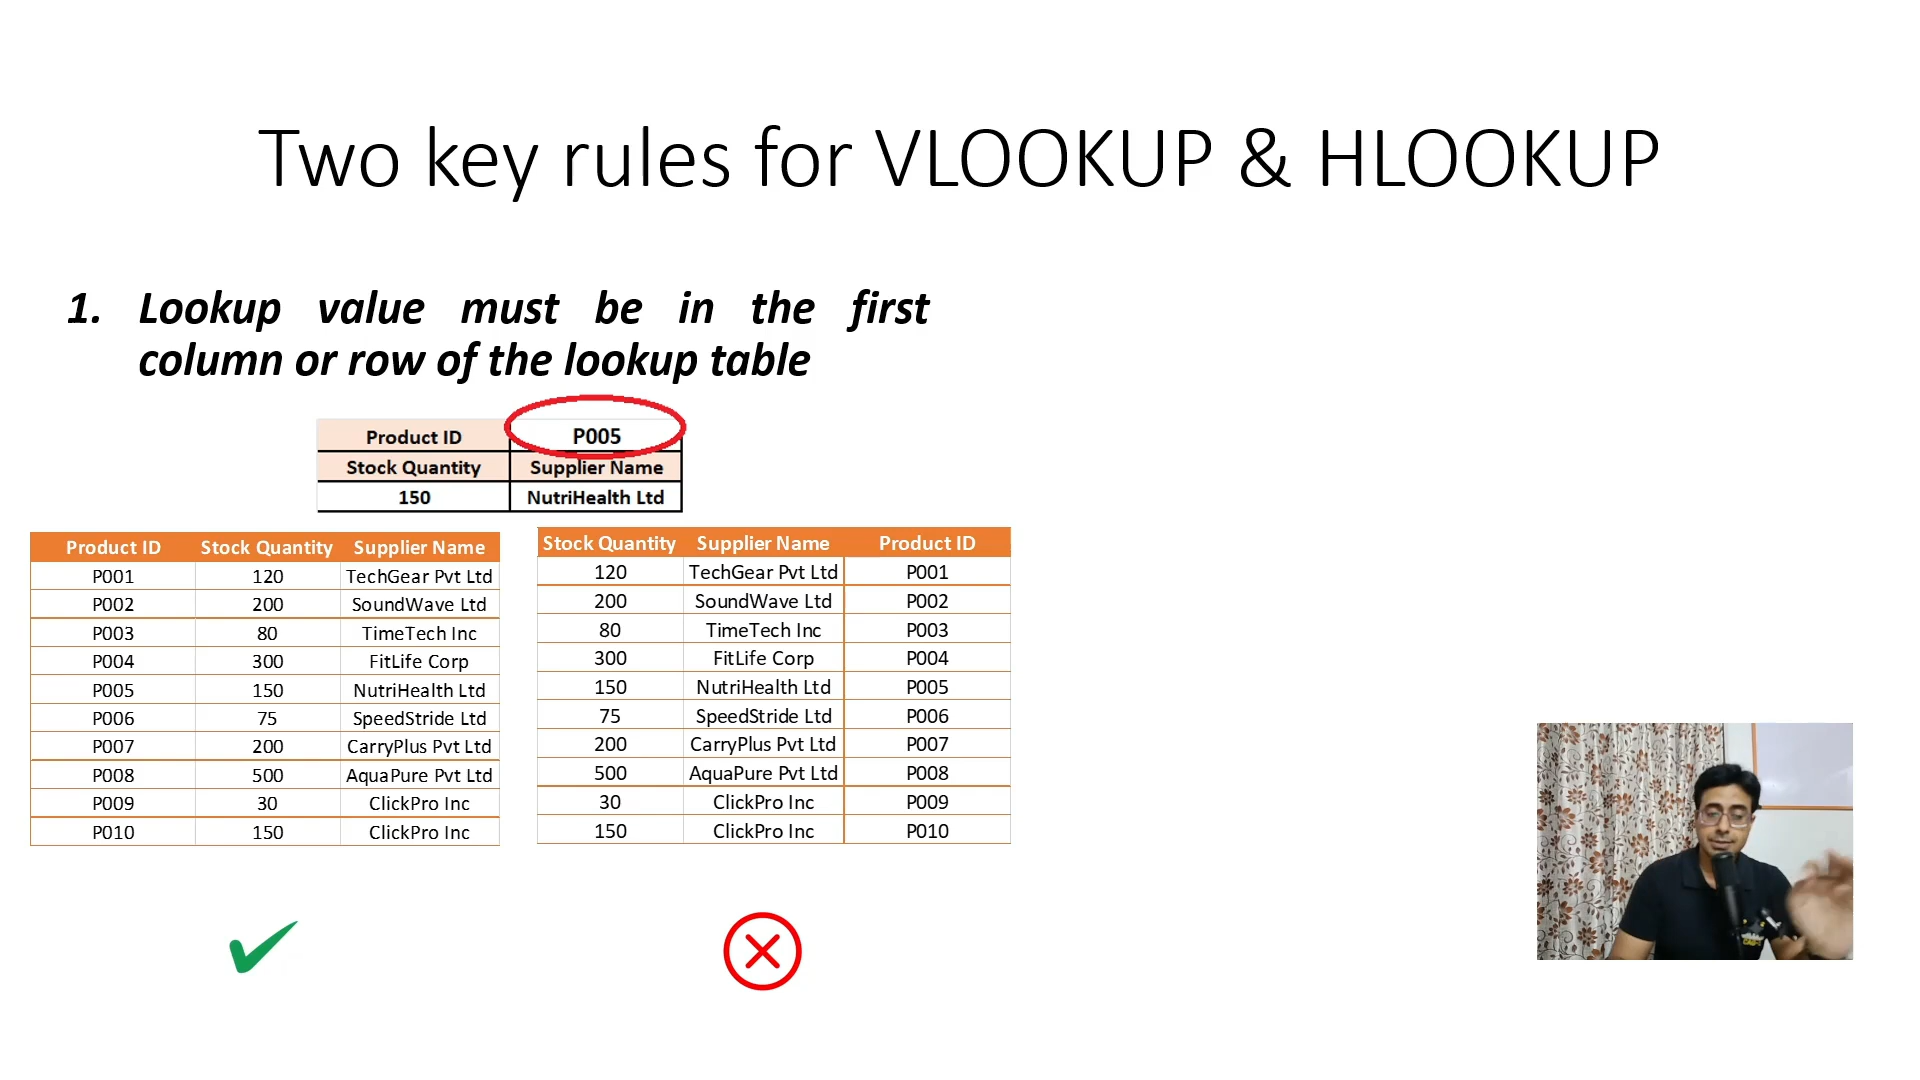 Two key rules for VLOOKUP & HLOOKUP
1. Lookup value must be in the first
column or row of the lookup table
Product ID P005
Stock Quantity Supplier Name
150 NutriHealth Ltd
Product ID Stock Quantity Supplier Name
P001 120 TechGear Pvt Ltd
P002 200 SoundWave Ltd
P003 80 TimeTech Inc
P004 300 FitLife Corp
P005 150 NutriHealth Ltd
P006 75 SpeedStride Ltd
P007 200 CarryPlus Pvt Ltd
P008 500 AquaPure Pvt Ltd
P009 30 ClickPro Inc
P010 150 ClickPro Inc
Stock Quantity Supplier Name Product ID
120 TechGear Pvt Ltd P001
200 SoundWave Ltd P002
80 TimeTech Inc P003
300 FitLife Corp P004
150 NutriHealth Ltd P005
75 SpeedStride Ltd P006
200 CarryPlus Pvt Ltd P007
500 AquaPure Pvt Ltd P008
30 ClickPro Inc P009
150 ClickPro Inc P010